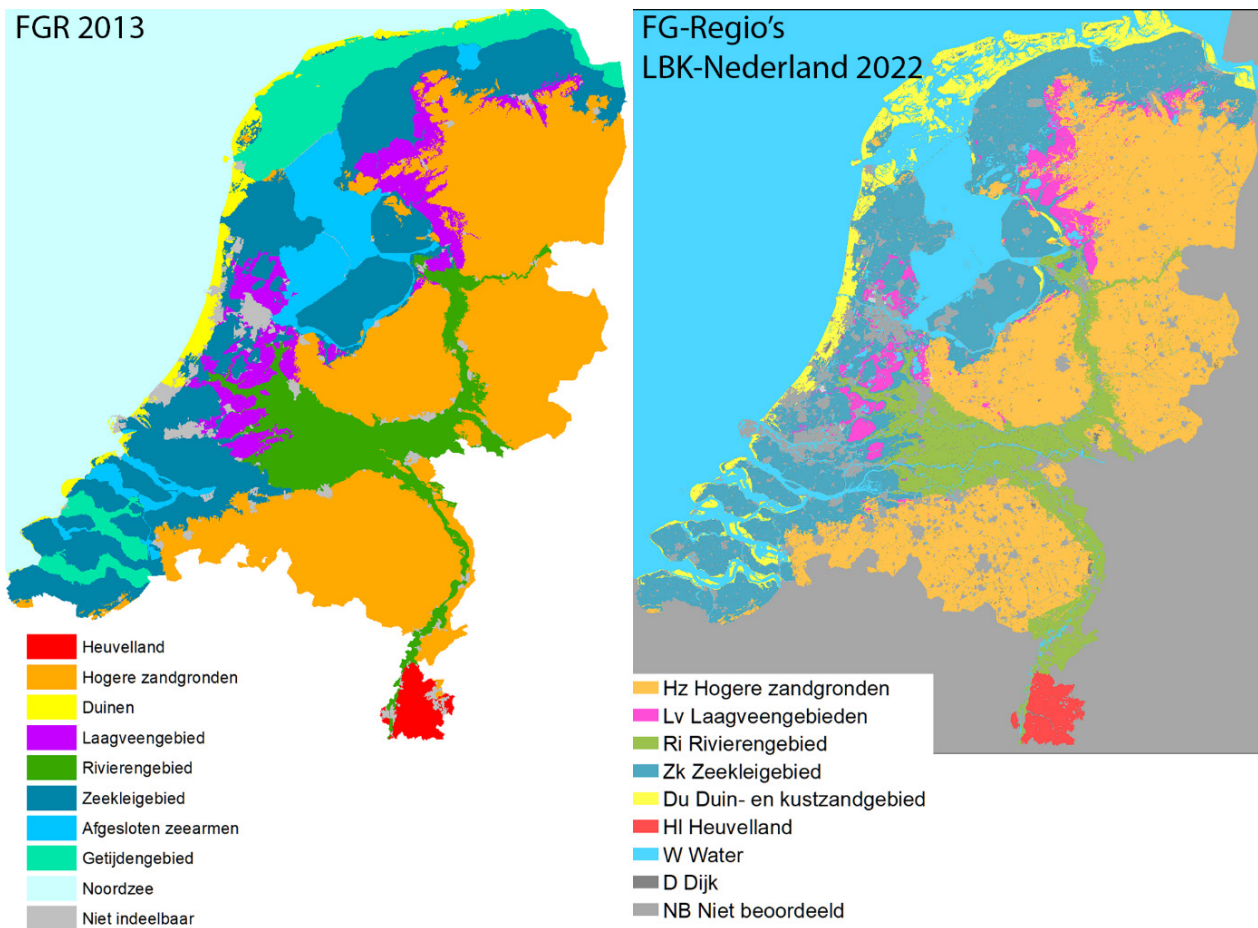 FGR 2013
Heuvelland
Hogere zandgronden
Duinen
Laagveengebied
Rivierengebied
Zeekleigebied
Afgesloten zeearmen
Getijdengebied
Noordzee
Niet indeelbaar
FG-Regio's
LBK-Nederland 2022
Hz Hogere zandgronden
Lv Laagveengebieden
Ri Rivierengebied
Zk Zeekleigebied
Du Duin- en kustzandgebied
Hl Heuvelland
W Water
D Dijk
NB Niet beoordeeld